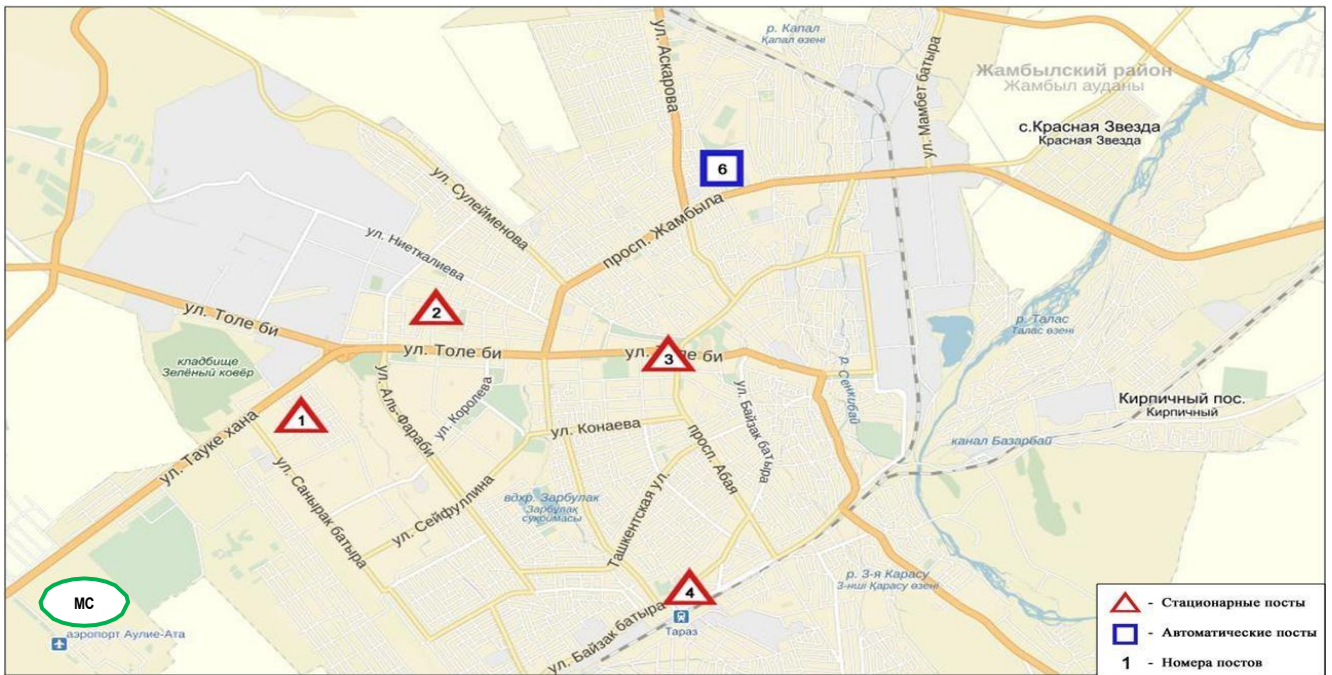 р. Капал
Қапал өзені
ул. Аскарова
ул. Мамбет батыра
Жамбылский район
Жамбыл ауданы
с.Красная Звезда
Красная Звезда
6
ул. Сулейменова
просп. Жамбыла
ул. Ниеткалиева
2
ул. Толе би
ул. Толе би
ул. Толе би
3
р. Талас
Талас өзені
кладбище
Зелёный ковёр
ул. Аль-Фараби
ул. Королева
ул. Байзак батыра
р. Сенкибай
Кирпичный пос.
Кирпичный
1
ул. Тауке хана
ул. Конаева
просп. Абая
канал Базарбай
ул. Санырак батыра
ул. Сейфуллина
вдхр. Зарбулак
Зарбұлақ
суқоймасы
Ташкентская ул.
4
р. 3-я Карасу
3-нші Қарасу өзені
МС
аэропорт Аулие-Ата
ул. Байзак батыра
Тараз
- Стационарные посты
- Автоматические посты
1 - Номера постов